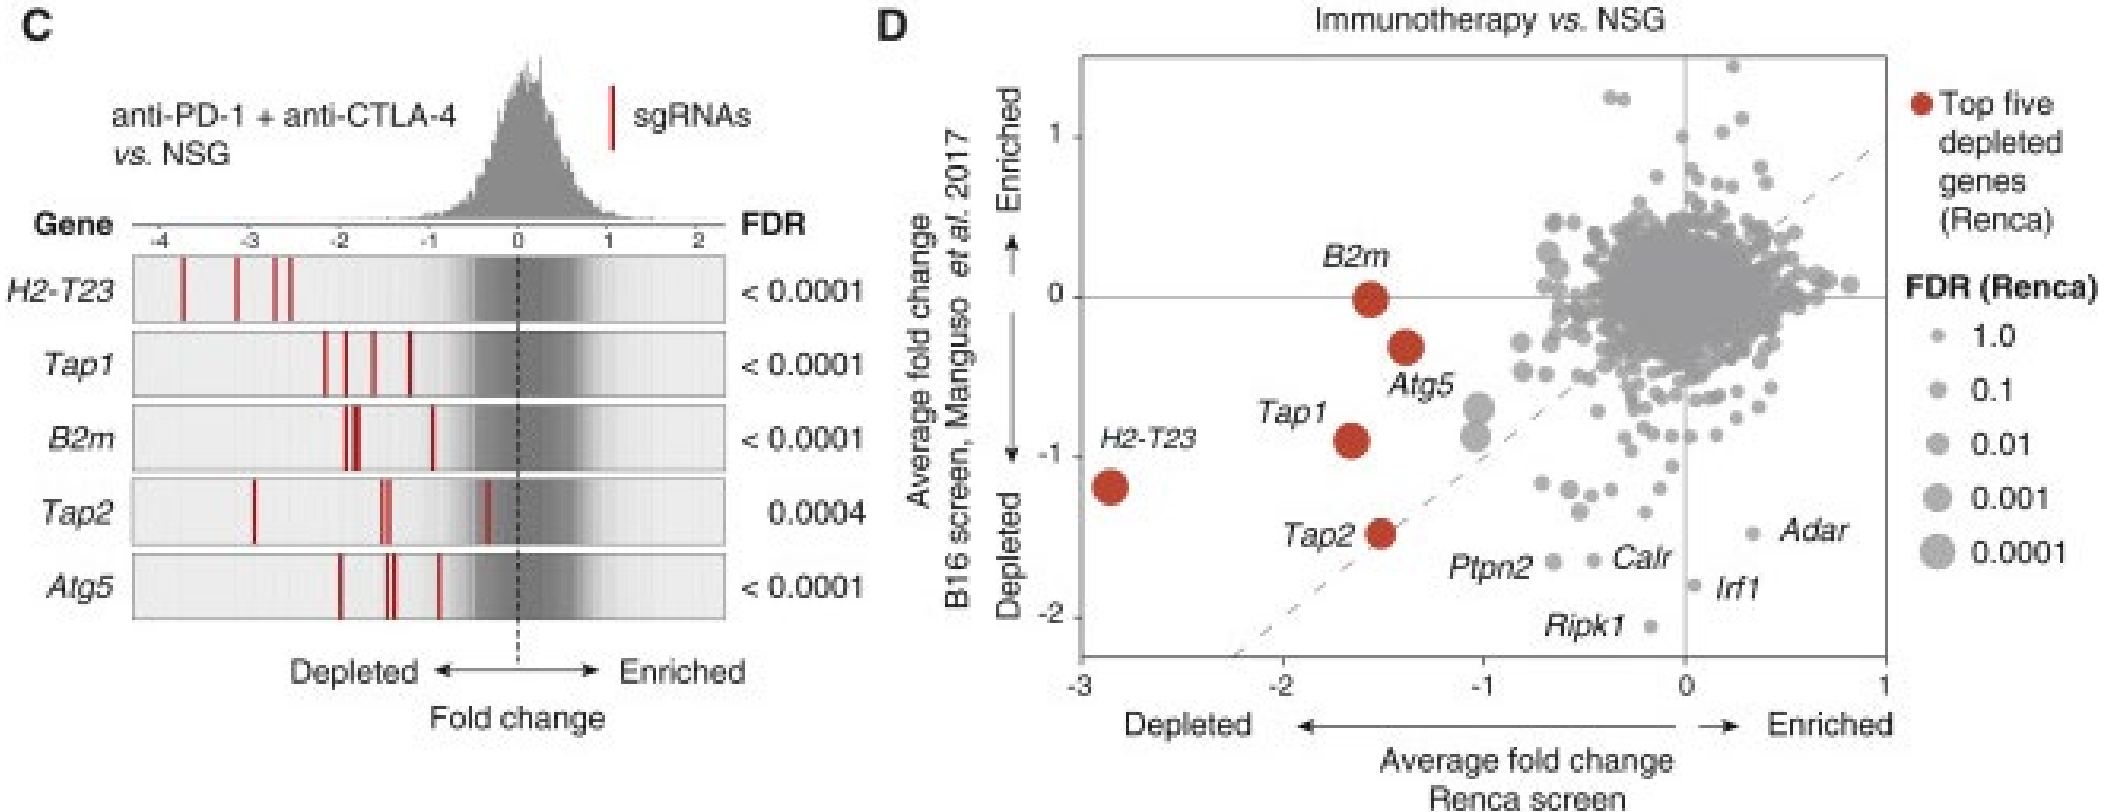 C
anti-PD-1 + anti-CTLA-4
vs. NSG
sgRNAs
Gene
FDR
-4 -3 -2 -1 0 1 2
H2-T23 < 0.0001
Tap1 < 0.0001
B2m < 0.0001
Tap2 0.0004
Atg5 < 0.0001
Depleted Enriched
Fold change
D
Immunotherapy vs. NSG
Average fold change
B16 screen, Manguso et al. 2017
Depleted Enriched
1
0
-1
-2
B2m
Atg5
Tap1
H2-T23
Tap2
Ptpn2
Calr
Adar
Irf1
Ripk1
-3 -2 -1 0 1
Depleted Enriched
Average fold change
Renca screen
Top five
depleted
genes
(Renca)
FDR (Renca)
1.0
0.1
0.01
0.001
0.0001